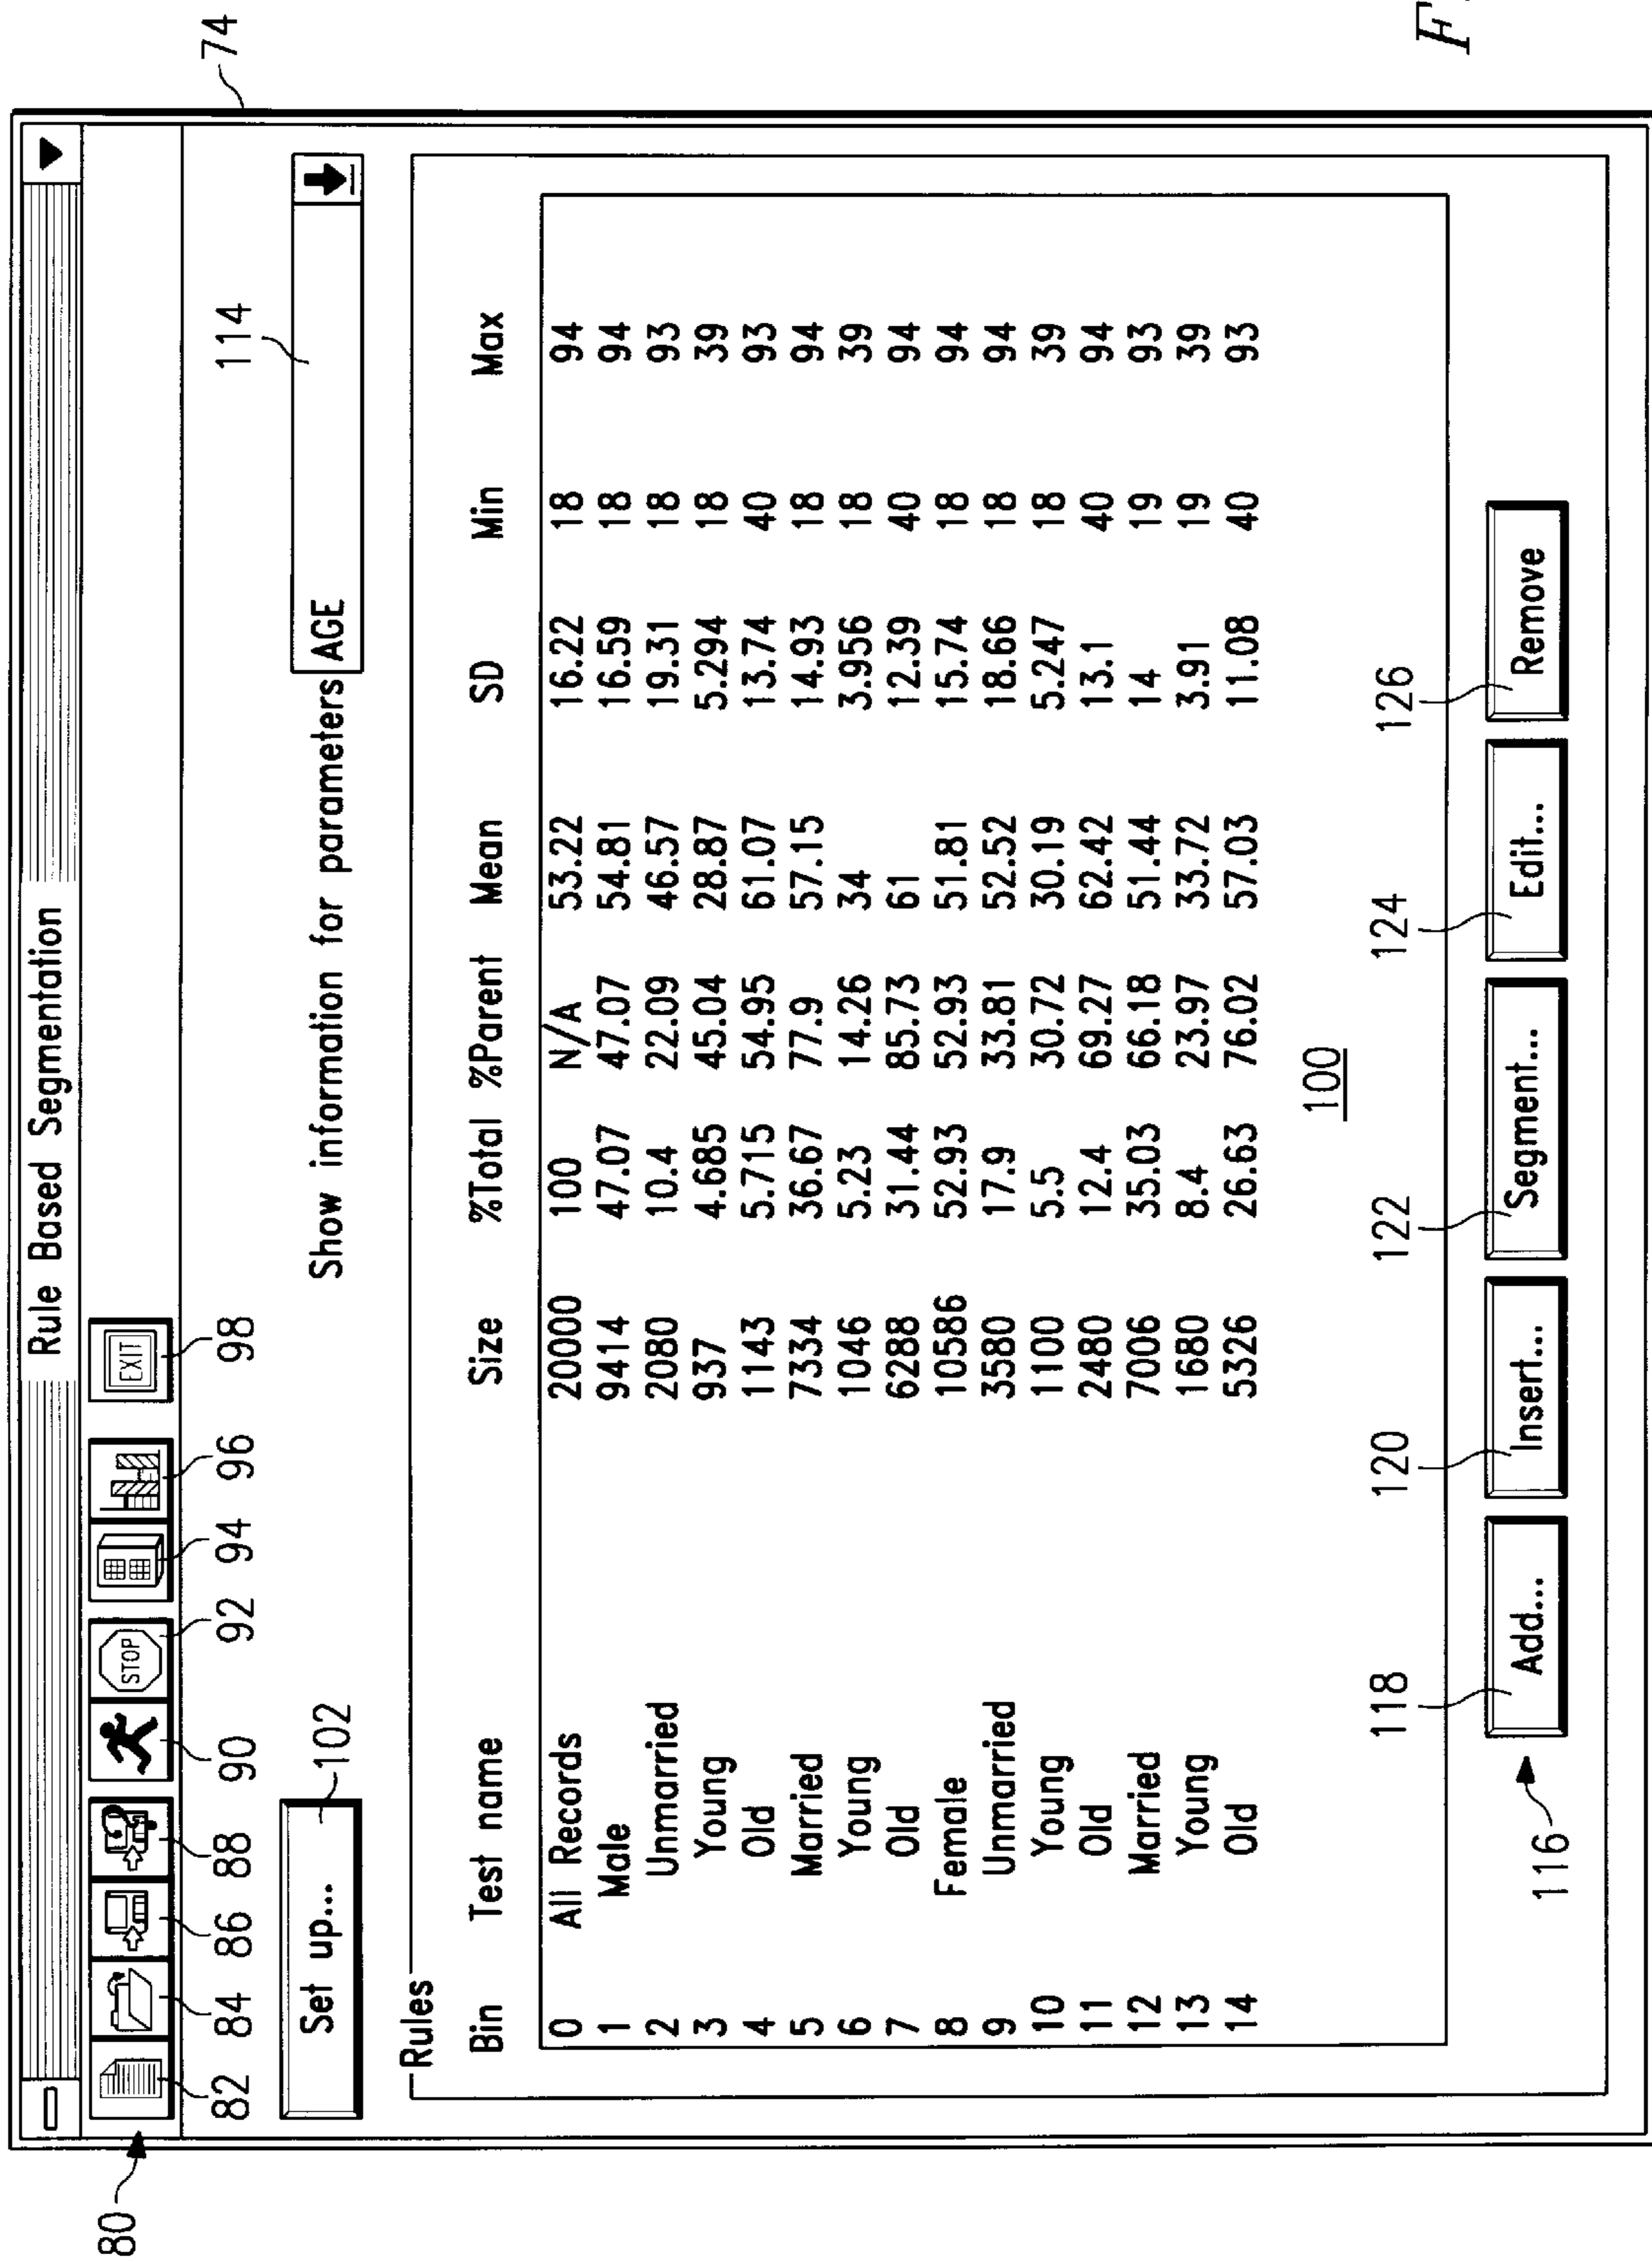 Rule Based Segmentation
74
EXIT
STOP
80
82 84 86 88 90 92 94 96 98
114
Set up...
102
Show information for parameters AGE
Rules
Bin Test name Size %Total %Parent Mean SD Min Max
0 All Records 20000 100 N/A 53.22 16.22 18 94
1 Male 9414 47.07 47.07 54.81 16.59 18 94
2 Unmarried 2080 10.4 22.09 46.57 19.31 18 93
3 Young 937 4.685 45.04 28.87 5.294 18 39
4 Old 1143 5.715 54.95 61.07 13.74 40 93
5 Married 7334 36.67 77.9 57.15 14.93 18 94
6 Young 1046 5.23 14.26 34 3.956 18 39
7 Old 6288 31.44 85.73 61 12.39 40 94
8 Female 10586 52.93 52.93 51.81 15.74 18 94
9 Unmarried 3580 17.9 33.81 52.52 18.66 18 94
10 Young 1100 5.5 30.72 30.19 5.247 18 39
11 Old 2480 12.4 69.27 62.42 13.1 40 94
12 Married 7006 35.03 66.18 51.44 14 19 93
13 Young 1680 8.4 23.97 33.72 3.91 19 39
14 Old 5326 26.63 76.02 57.03 11.08 40 93
100
118 120 122 124 126
116
Add... Insert... Segment... Edit... Remove